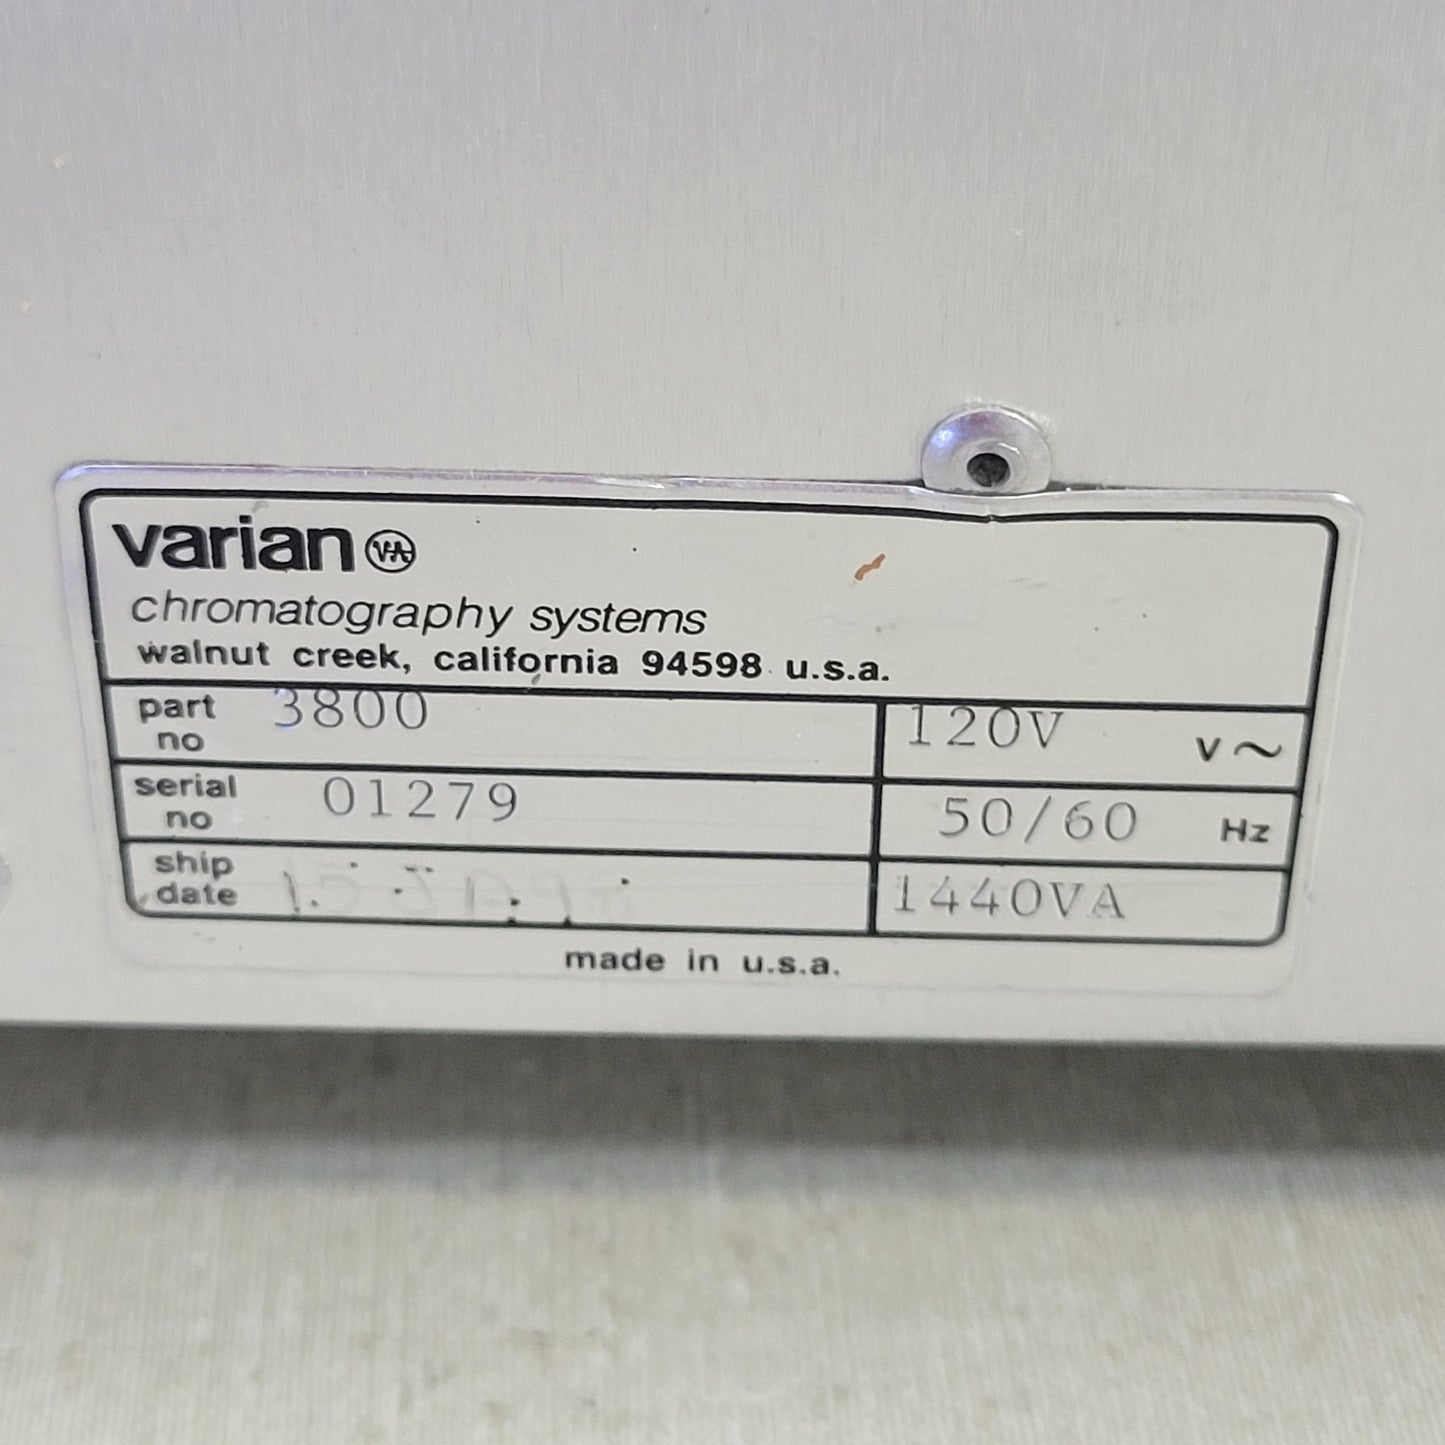 varian VA
chromatography systems
walnut creek, california 94598 u.s.a.
part no 3800 120V V~
serial no 01279 50/60 Hz
ship date 1440VA
made in u.s.a.